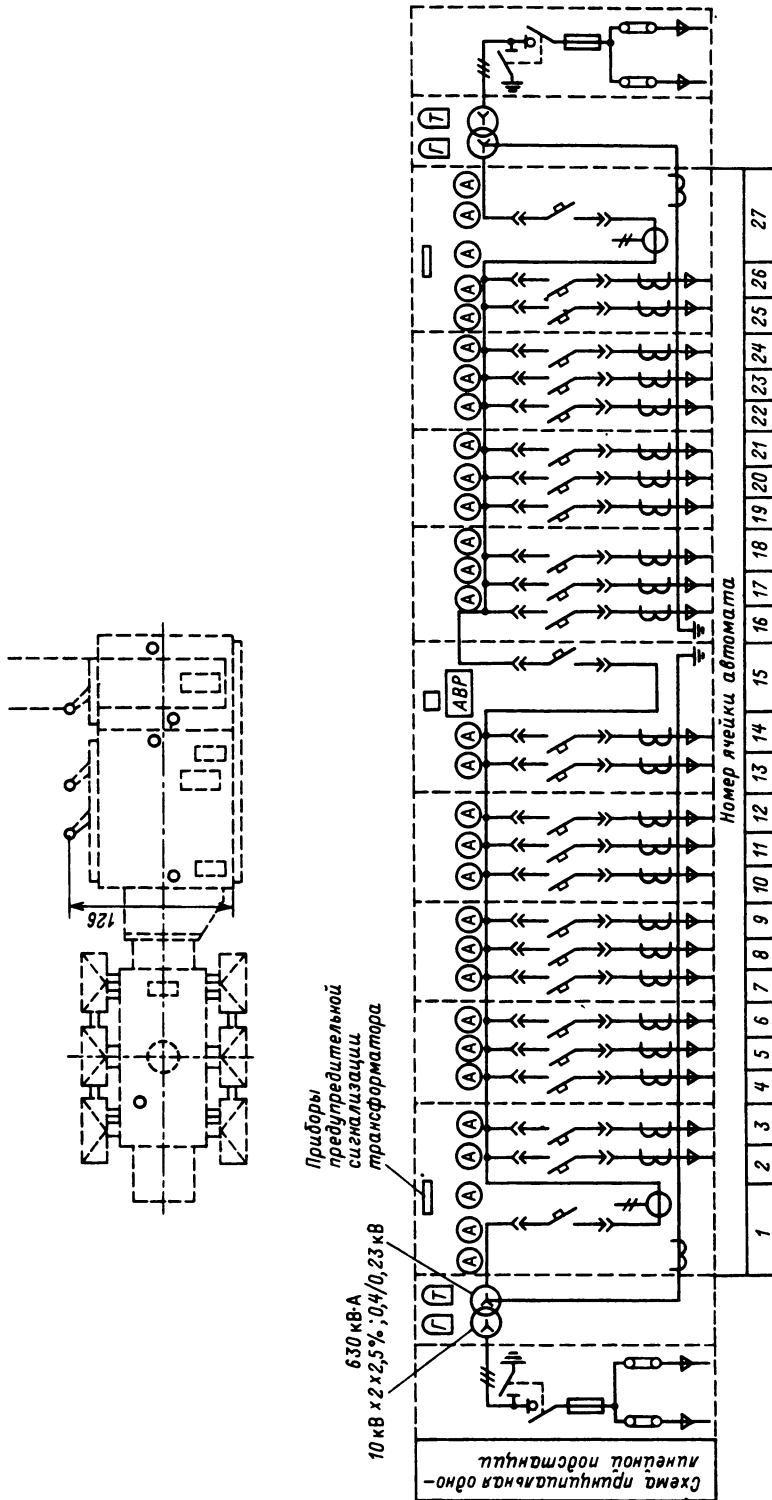 126
630 кВ·А
10 кВ × 2 × 2,5% ; 0,4/0,23 кВ
Приборы
предупредительной
сигнализации
трансформатора
Схема принципиальная одно-
линейной подстанции
Г Т
А А А А А А А А А А А А А А А А
АВР
А А А А А А А А А А А А А А
Г Т
Номер ячейки автомата
1 2 3 4 5 6 7 8 9 10 11 12 13 14 15 16 17 18 19 20 21 22 23 24 25 26 27